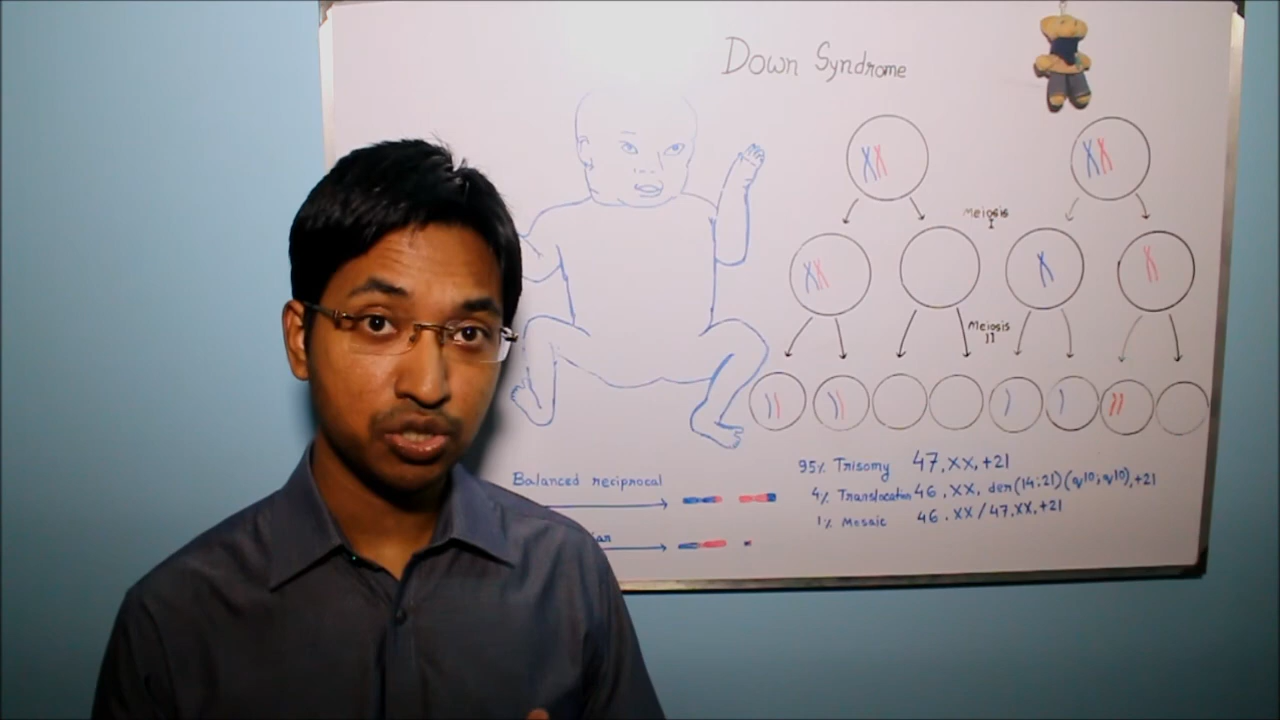 Down Syndrome
Meiosis
I
Meiosis
II
Balanced reciprocal
95% Trisomy 47,XX,+21
4% Translocation 46,XX, der(14;21)(q10;q10),+21
1% Mosaic 46,XX/47,XX,+21